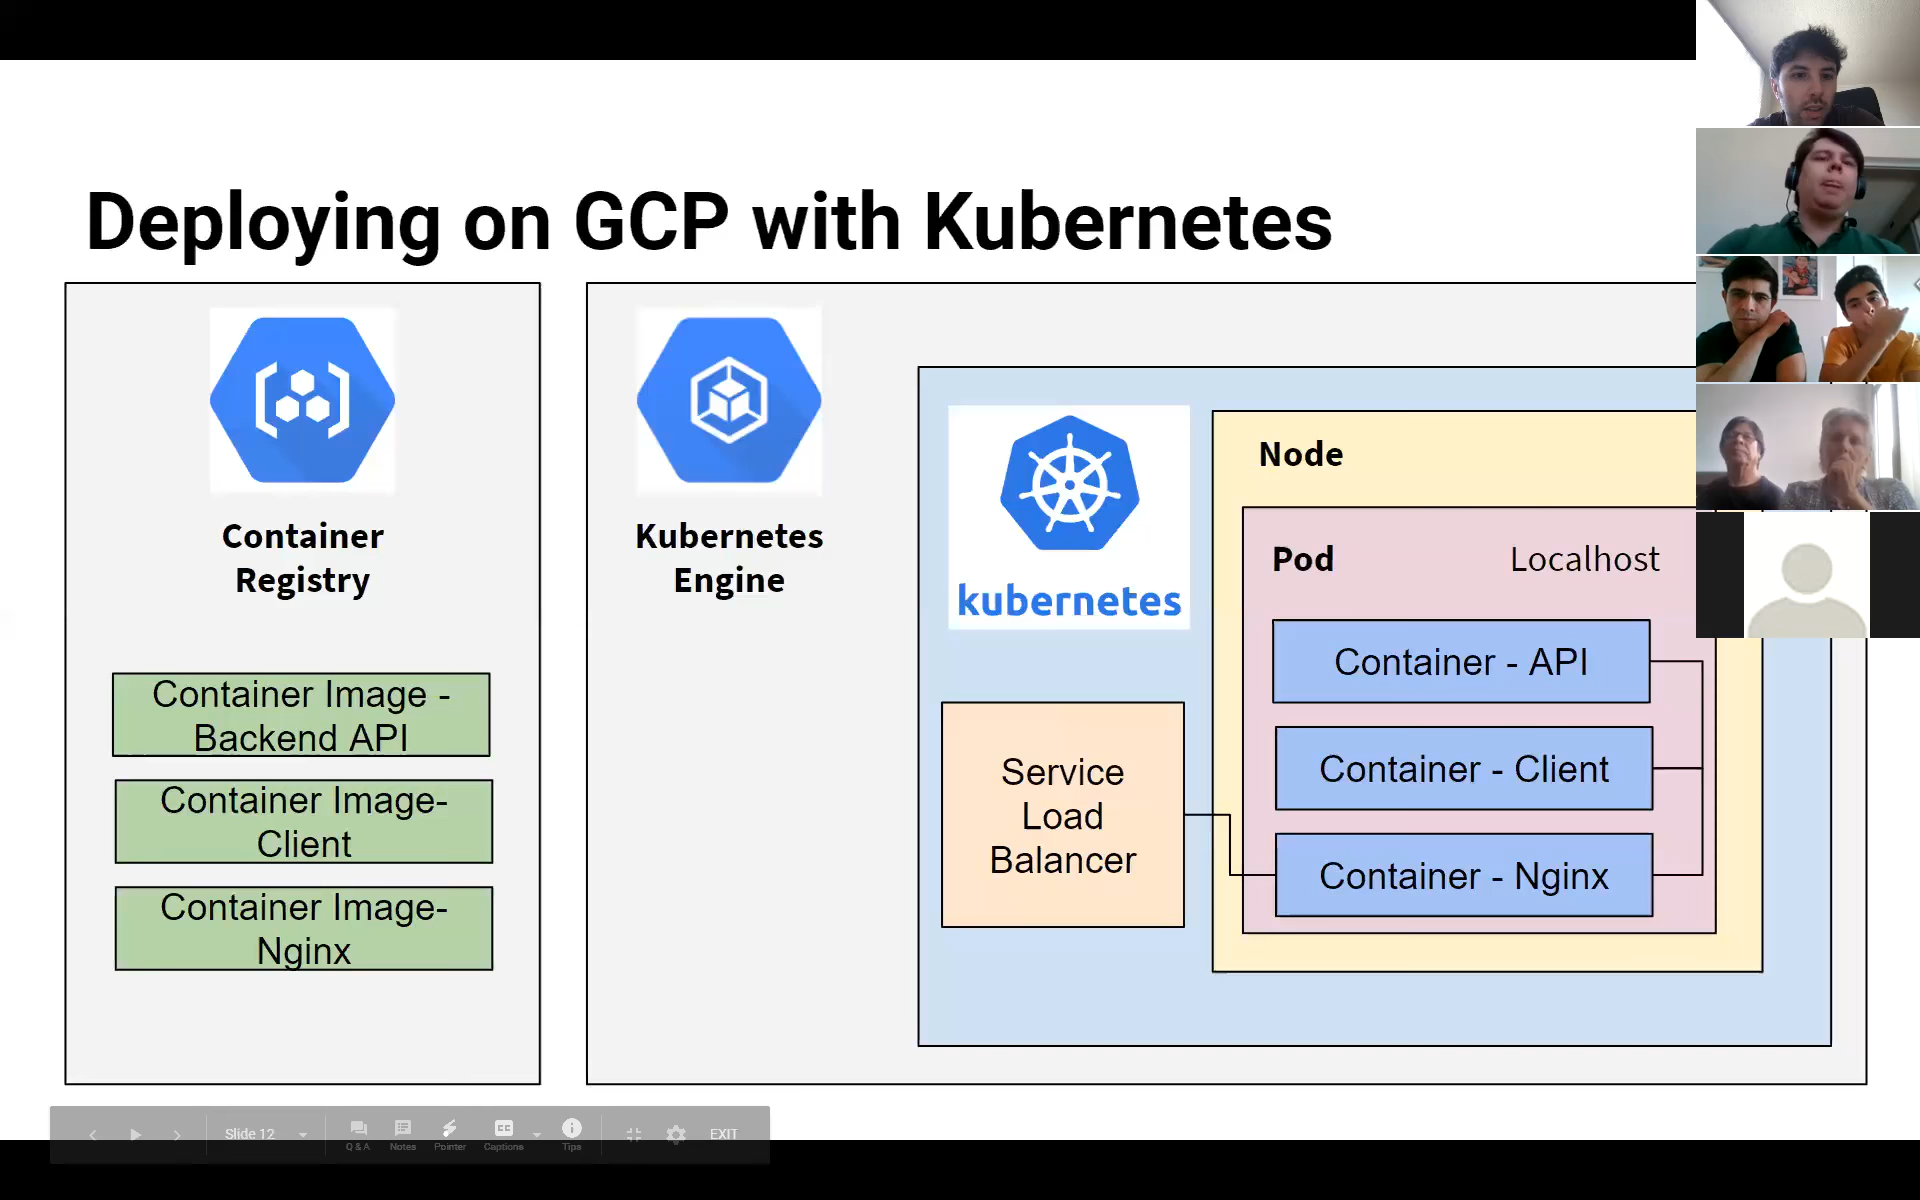 Deploying on GCP with Kubernetes
Container
Registry
Container Image -
Backend API
Container Image-
Client
Container Image-
Nginx
Kubernetes
Engine
kubernetes
Service
Load
Balancer
Node
Pod
Localhost
Container - API
Container - Client
Container - Nginx
Slide 12
Q & A
Notes
Pointer
Captions
Tips
EXIT